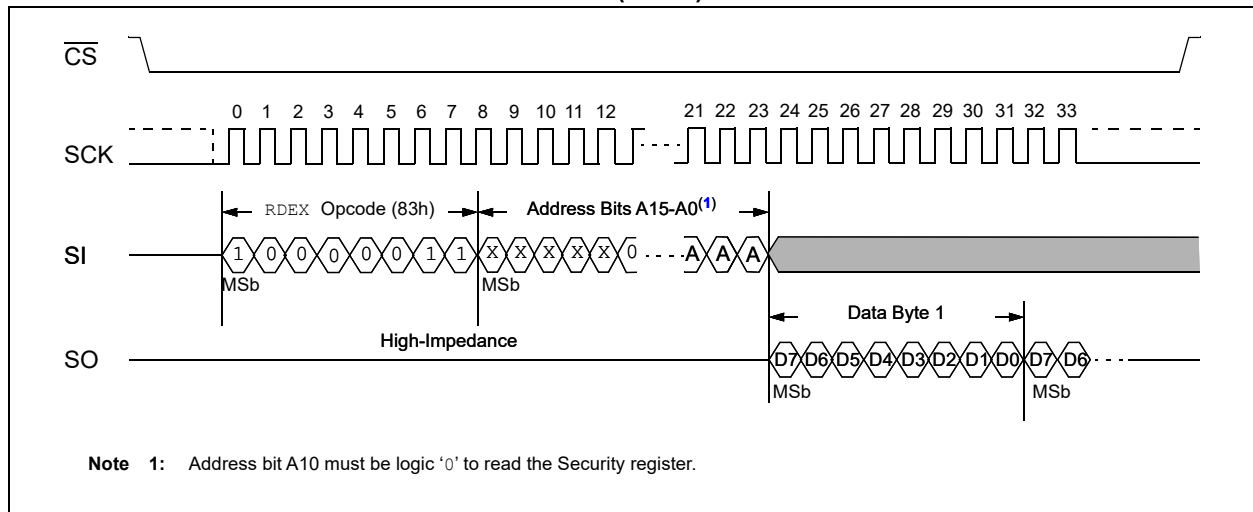 CS
0 1 2 3 4 5 6 7 8 9 10 11 12 21 22 23 24 25 26 27 28 29 30 31 32 33
SCK
RDEX Opcode (83h) Address Bits A15-A0(1)
SI 1 0 0 0 0 0 1 1 X X X X X 0 A A A
MSb MSb
Data Byte 1
High-Impedance
SO D7 D6 D5 D4 D3 D2 D1 D0 D7 D6
MSb MSb
Note 1: Address bit A10 must be logic ‘0’ to read the Security register.